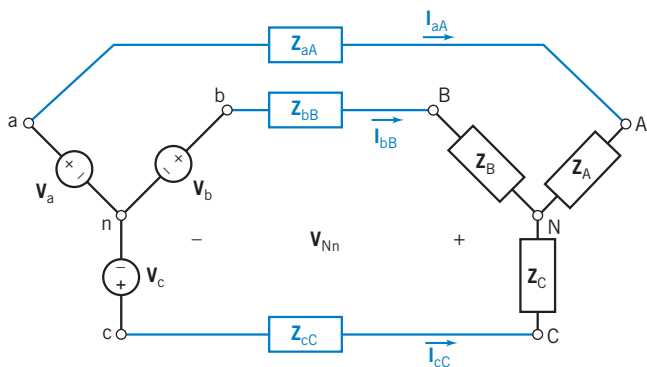 I_aA
Z_aA
a
b
Z_bB
B
A
I_bB
+
−
V_a
−
+
V_b
Z_B
Z_A
n
−
V_Nn
+
N
−
+
V_c
Z_C
c
Z_cC
C
I_cC